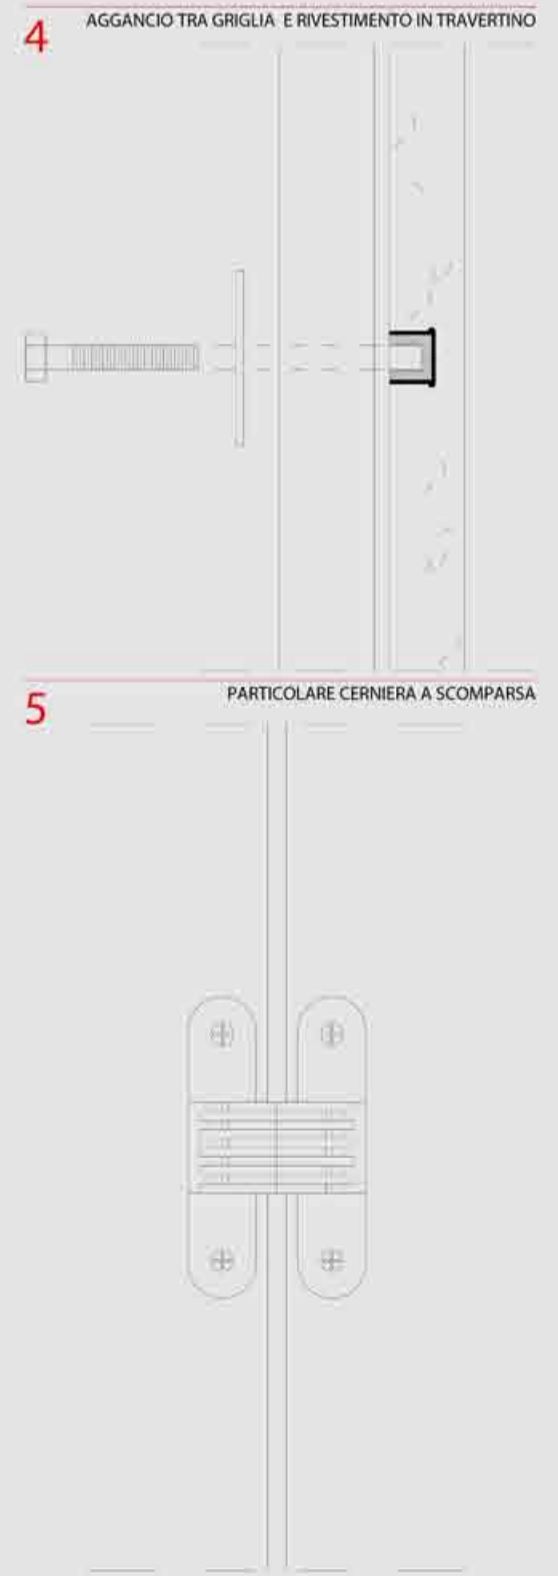 4
AGGANCIO TRA GRIGLIA E RIVESTIMENTO IN TRAVERTINO
5
PARTICOLARE CERNIERA A SCOMPARSA